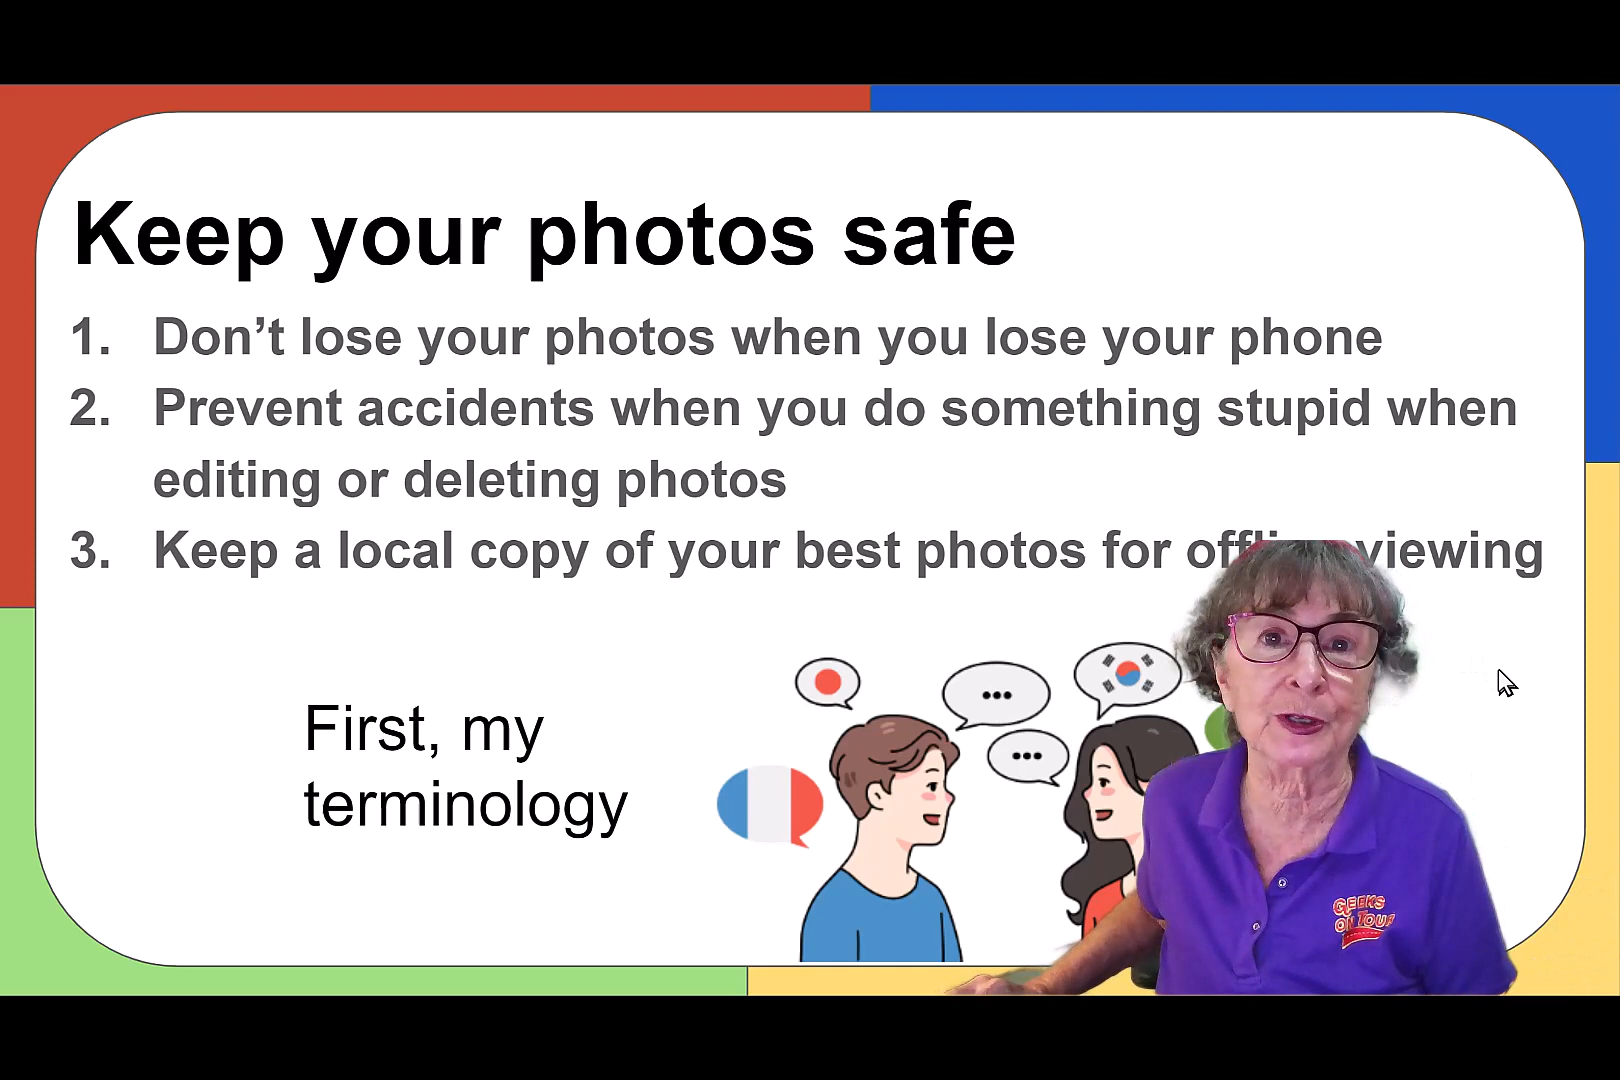 Keep your photos safe
1. Don’t lose your photos when you lose your phone
2. Prevent accidents when you do something stupid when
editing or deleting photos
3. Keep a local copy of your best photos for viewing
First, my
terminology
GEEKS
ON TOUR